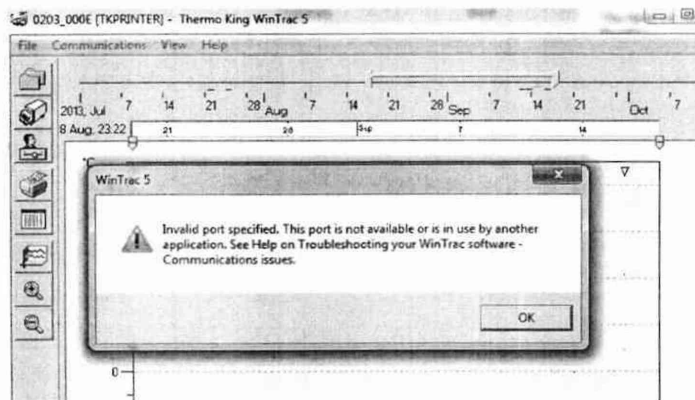 0203_000E [TKPRINTER] - Thermo King WinTrac 5
File Communications View Help
2013, Jul 7 14 21 28 Aug 7 14 21 28 Sep 7 14 21 Oct 7
8 Aug, 23:22 21 28 Sep 7 14
°C
WinTrac 5
Invalid port specified. This port is not available or is in use by another
application. See Help on Troubleshooting your WinTrac software -
Communications issues.
OK
0